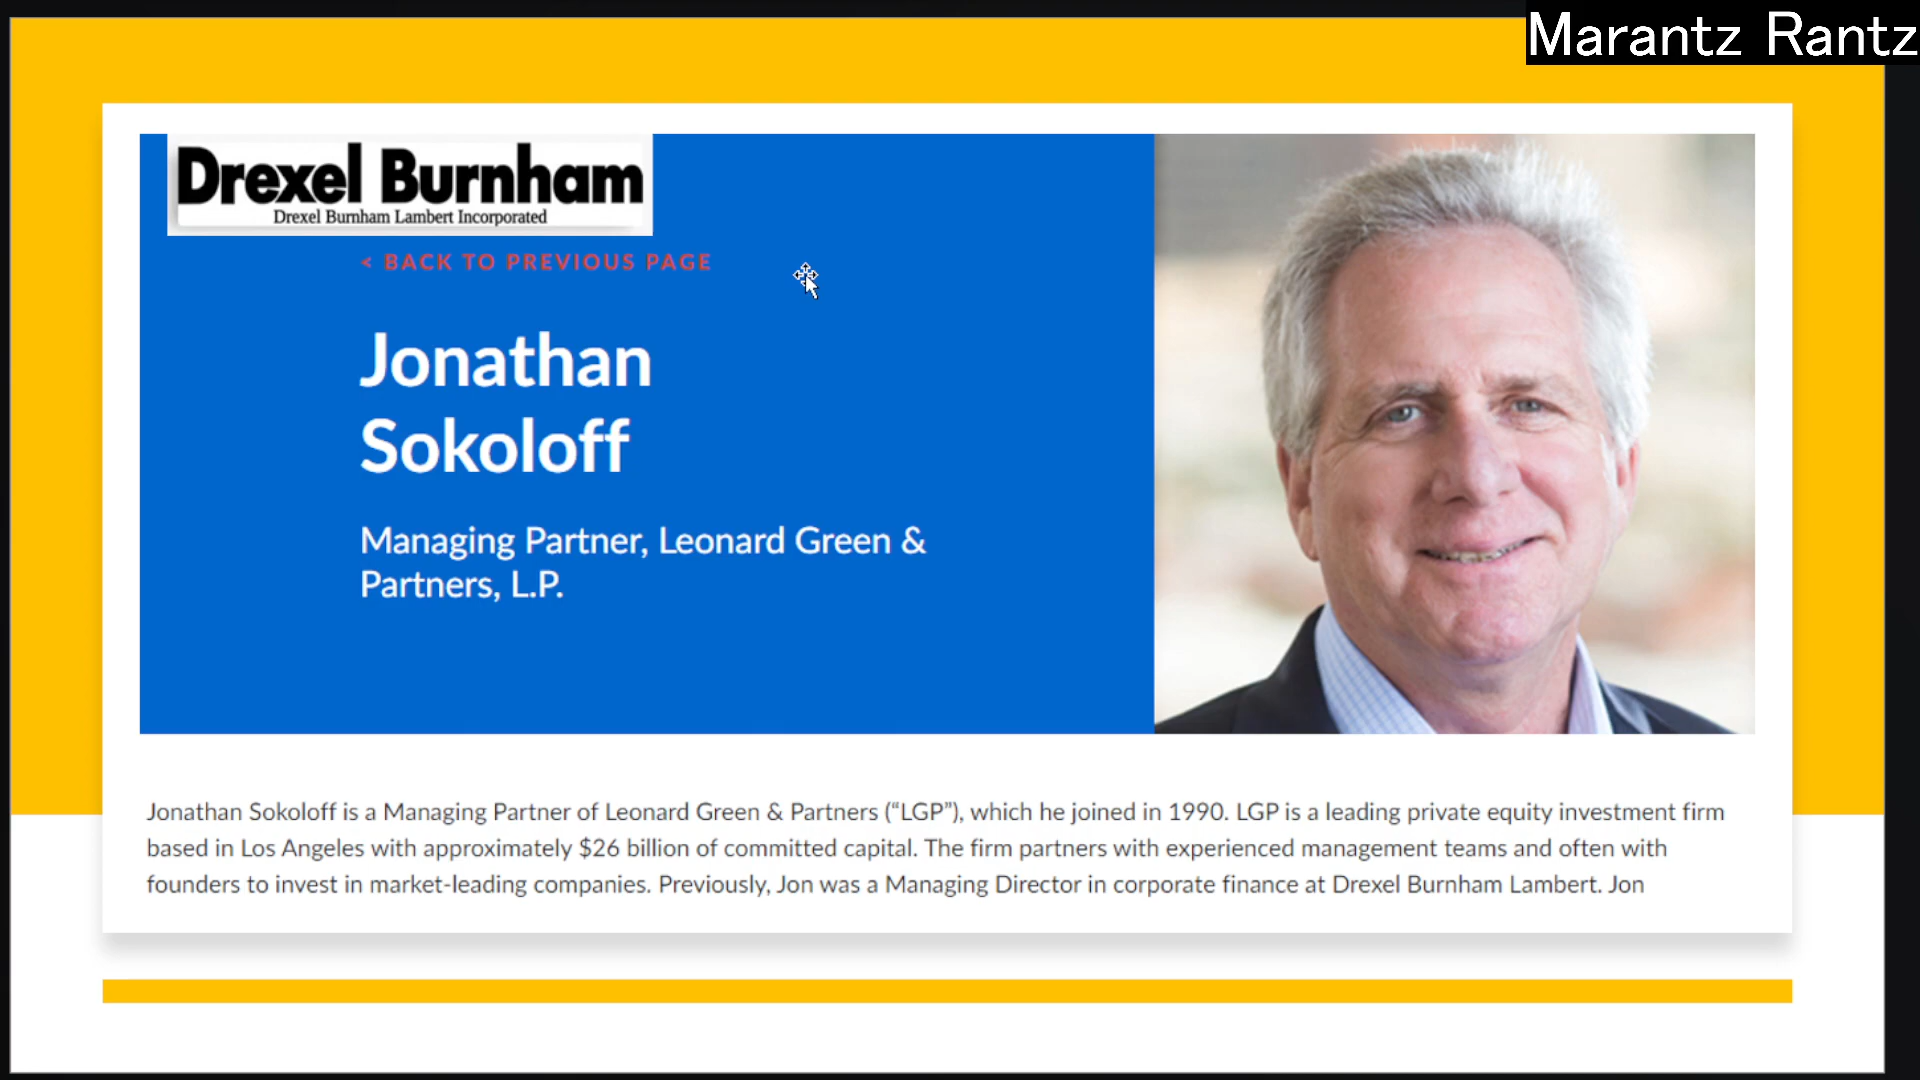 Marantz Rantz
Drexel Burnham
Drexel Burnham Lambert Incorporated
< BACK TO PREVIOUS PAGE
Jonathan
Sokoloff
Managing Partner, Leonard Green &
Partners, L.P.
Jonathan Sokoloff is a Managing Partner of Leonard Green & Partners (“LGP”), which he joined in 1990. LGP is a leading private equity investment firm
based in Los Angeles with approximately $26 billion of committed capital. The firm partners with experienced management teams and often with
founders to invest in market-leading companies. Previously, Jon was a Managing Director in corporate finance at Drexel Burnham Lambert. Jon